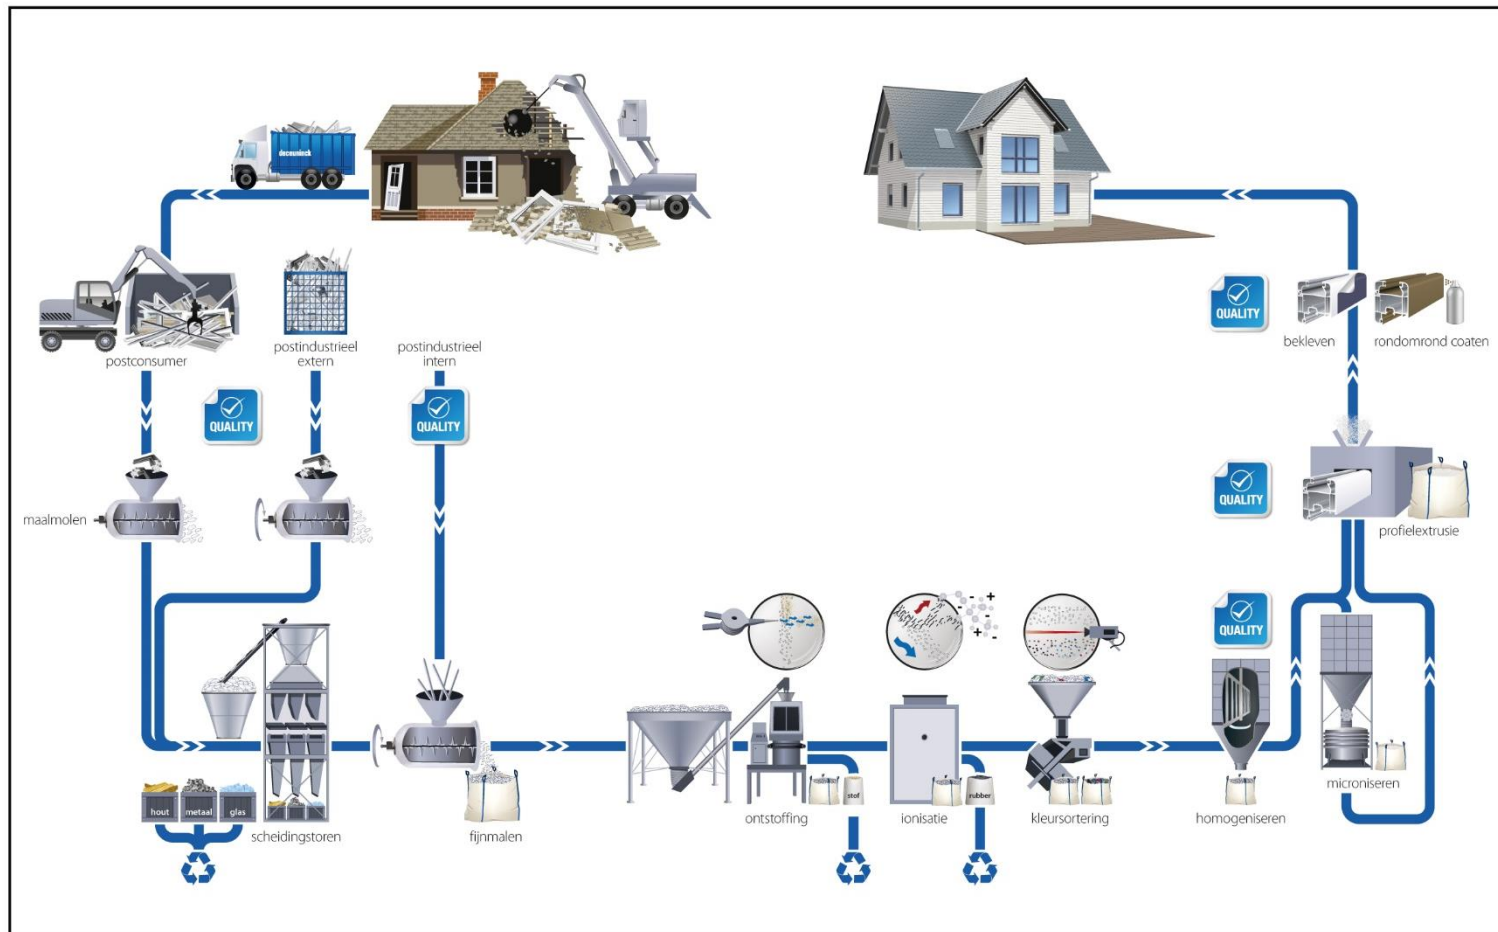 deceuninck
postconsumer
postindustrieel
extern
postindustrieel
intern
QUALITY
QUALITY
QUALITY
bekleven
rondomrond coaten
maalmolen
QUALITY
profielextrusie
QUALITY
hout
metaal
glas
scheidingstoren
fijnmalen
stof
ontstoffing
rubber
ionisatie
kleursortering
homogeniseren
microniseren